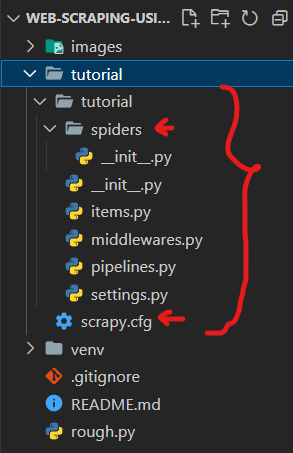 WEB-SCRAPING-USI...
images
tutorial
tutorial
spiders
__init__.py
__init__.py
items.py
middlewares.py
pipelines.py
settings.py
scrapy.cfg
venv
.gitignore
README.md
rough.py